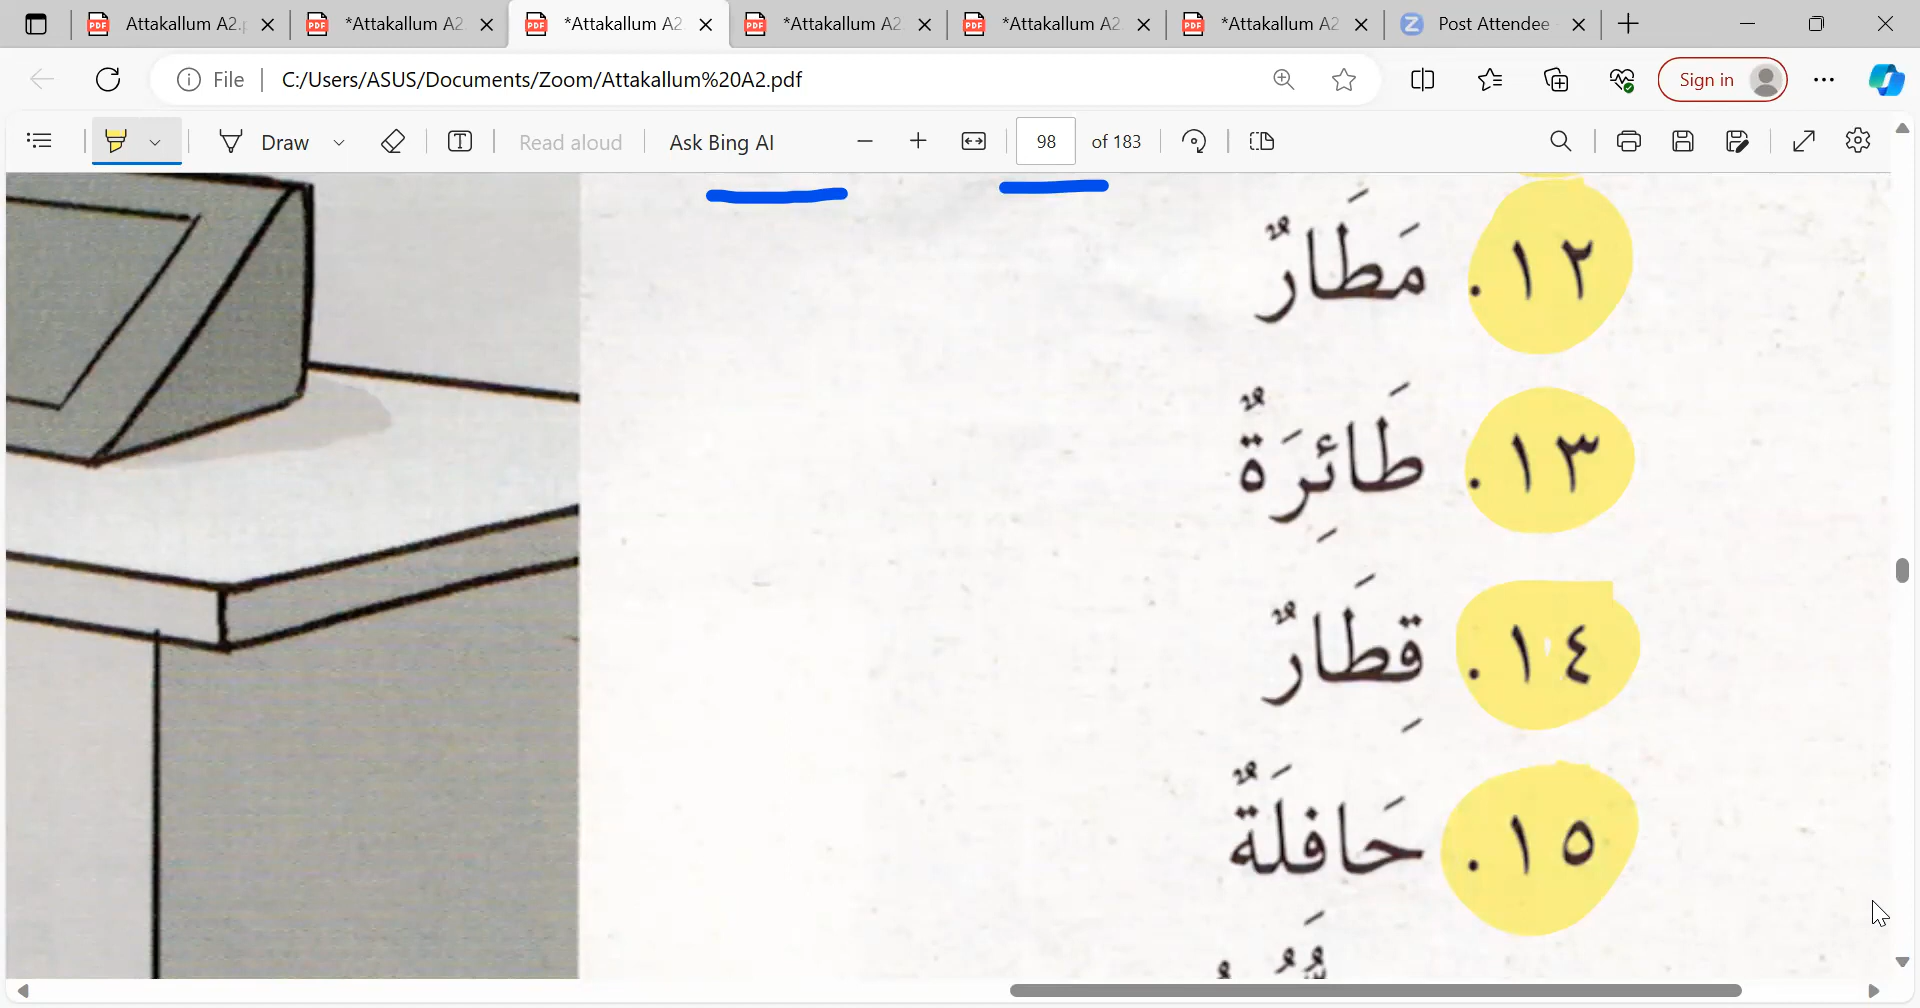 Attakallum A2.p
*Attakallum A2
*Attakallum A2
*Attakallum A2
*Attakallum A2
*Attakallum A2
Post Attendee -
File
C:/Users/ASUS/Documents/Zoom/Attakallum%20A2.pdf
Sign in
Draw
Read aloud
Ask Bing AI
98 of 183
١٢. مَطَارٌ
١٣. طَائِرَةٌ
١٤. قِطَارٌ
١٥. حَافلَةٌ